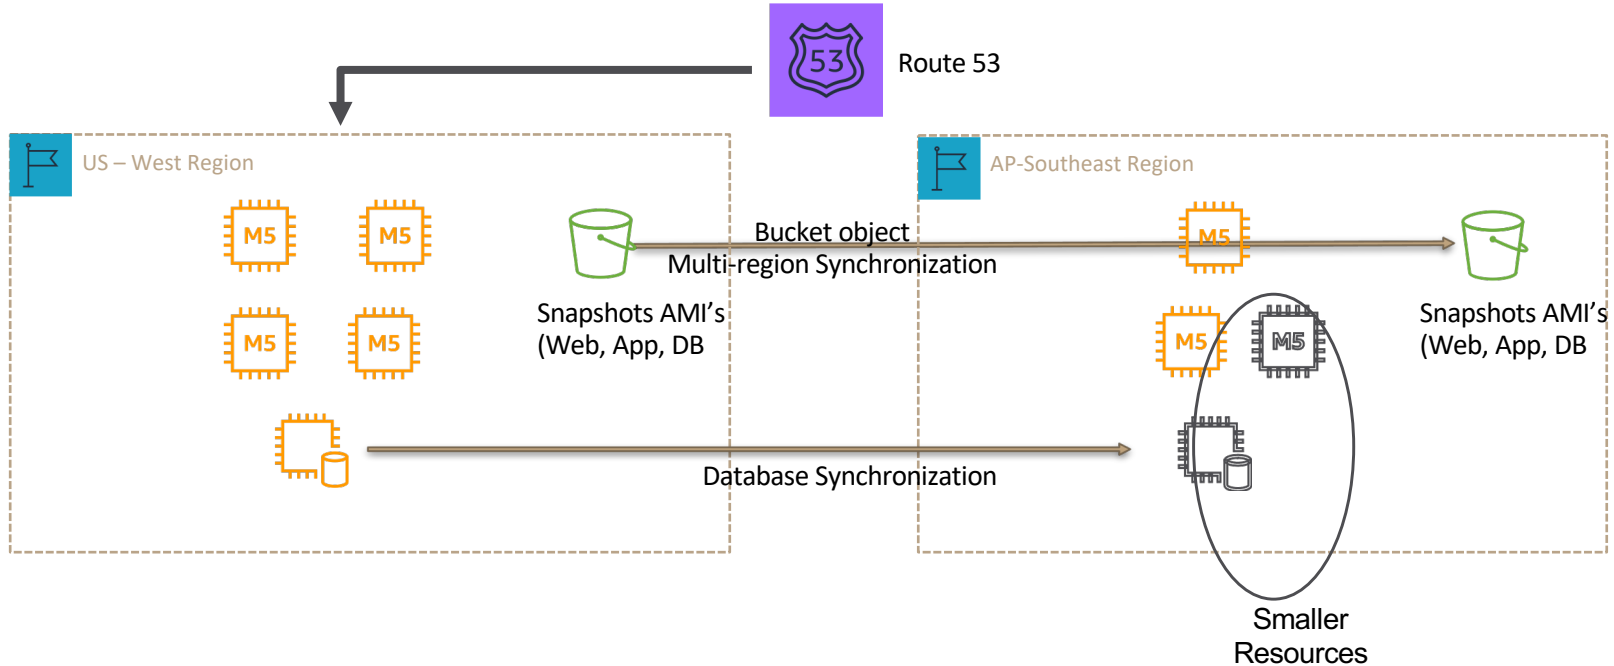 53
Route 53
US – West Region
AP-Southeast Region
M5
M5
Bucket object
M5
Multi-region Synchronization
Snapshots AMI's
(Web, App, DB
Snapshots AMI's
(Web, App, DB
M5
M5
M5
M5
Database Synchronization
Smaller
Resources